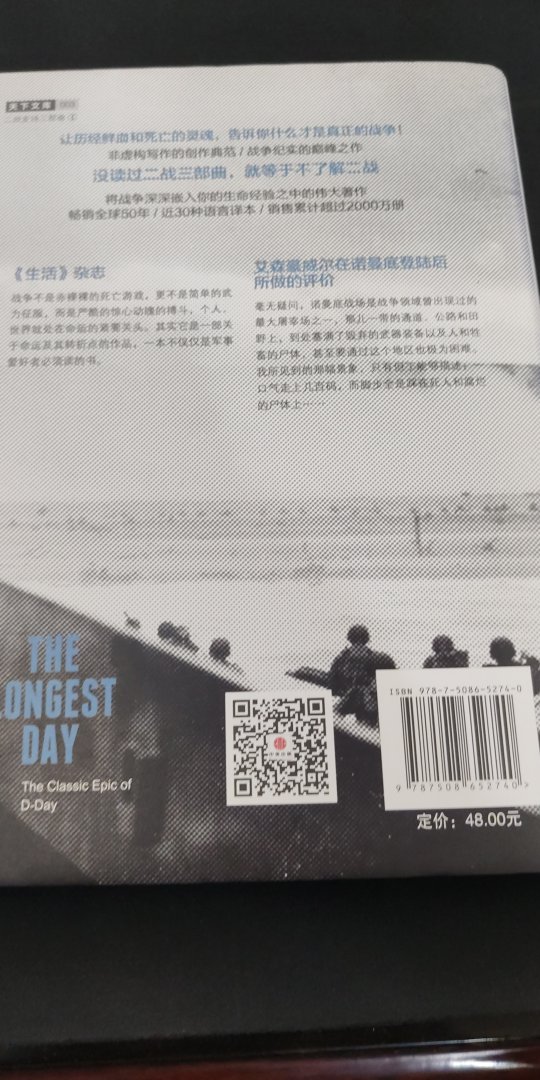 天下文库 003
二战史诗三部曲①
让历经鲜血和死亡的灵魂，告诉你什么才是真正的战争！
非虚构写作的创作典范 / 战争纪实的巅峰之作
没读过二战三部曲，就等于不了解二战
将战争深深嵌入你的生命经验之中的伟大著作
畅销全球50年 / 近30种语言译本 / 销售累计超过2000万册
《生活》杂志
战争不是赤裸裸的死亡游戏，更不是简单的武
力征服，而是严酷的惊心动魄的搏斗，个人、
世界就处在命运的紧要关头。其实它是一部关
于命运及其转折点的作品，一本不仅仅是军事
爱好者必须读的书。
艾森豪威尔在诺曼底登陆后
所做的评价
毫无疑问，诺曼底战场是战争领域曾出现过的
最大屠宰场之一，那儿一带的通道、公路和田
野上，到处塞满了毁弃的武器装备以及人和牲
畜的尸体，甚至要通过这个地区也极为困难。
我所见到的那幅景象，只有但丁能够描述，一
口气走上几百码，而脚步全是踩在死人和腐烂
的尸体上……
THE
LONGEST
DAY
The Classic Epic of
D-Day
ISBN 978-7-5086-5274-0
9 787508 652740 >
定价：48.00元